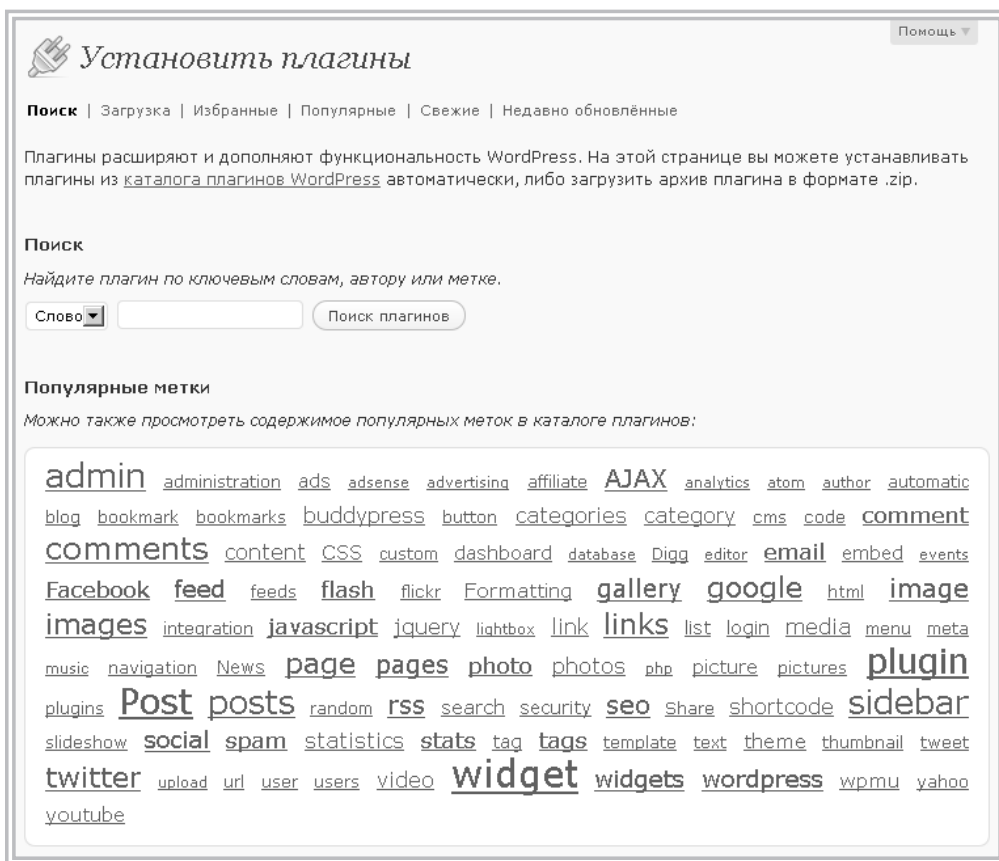 Помощь ▼
Установить плагины
Поиск | Загрузка | Избранные | Популярные | Свежие | Недавно обновлённые
Плагины расширяют и дополняют функциональность WordPress. На этой странице вы можете устанавливать
плагины из каталога плагинов WordPress автоматически, либо загрузить архив плагина в формате .zip.
Поиск
Найдите плагин по ключевым словам, автору или метке.
Слово Поиск плагинов
Популярные метки
Можно также просмотреть содержимое популярных меток в каталоге плагинов:
admin administration ads adsense advertising affiliate AJAX analytics atom author automatic
blog bookmark bookmarks buddypress button categories category cms code comment
comments content CSS custom dashboard database Digg editor email embed events
Facebook feed feeds flash flickr Formatting gallery google html image
images integration javascript jquery lightbox link links list login media menu meta
music navigation News page pages photo photos php picture pictures plugin
plugins Post posts random rss search security seo Share shortcode sidebar
slideshow social spam statistics stats tag tags template text theme thumbnail tweet
twitter upload url user users video widget widgets wordpress wpmu yahoo
youtube